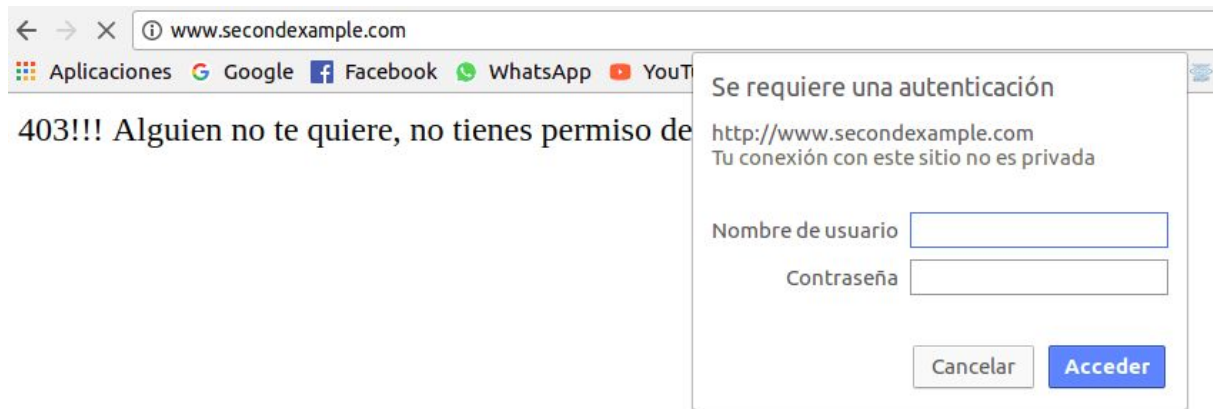 www.secondexample.com
Aplicaciones Google Facebook WhatsApp YouT
403!!! Alguien no te quiere, no tienes permiso de
Se requiere una autenticación
http://www.secondexample.com
Tu conexión con este sitio no es privada
Nombre de usuario
Contraseña
Cancelar Acceder